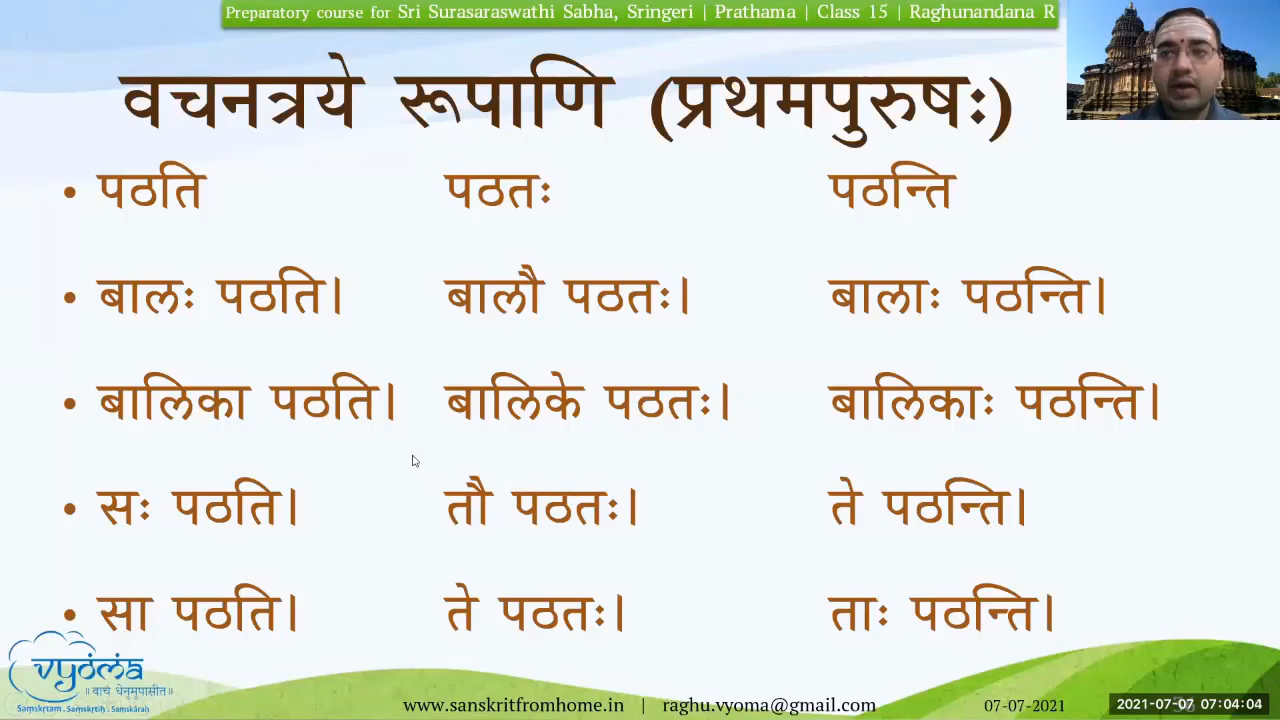 Preparatory course for Sri Surasaraswathi Sabha, Sringeri | Prathama | Class 15 | Raghunandana R
वचनत्रये रूपाणि (प्रथमपुरुषः)
• पठति पठतः पठन्ति
• बालः पठति। बालौ पठतः। बालाः पठन्ति।
• बालिका पठति। बालिके पठतः। बालिकाः पठन्ति।
• सः पठति। तौ पठतः। ते पठन्ति।
• सा पठति। ते पठतः। ताः पठन्ति।
vyoma
॥ वाचं धेनुमुपासीत॥
Samskrtam . Samskrtih . Samskarah
www.sanskritfromhome.in | raghu.vyoma@gmail.com 07-07-2021
2021-07-07 07:04:04